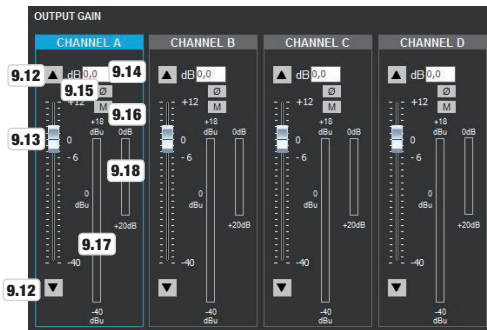 OUTPUT GAIN
CHANNEL A CHANNEL B CHANNEL C CHANNEL D
9.12 dB 0,0 9.14 dB 0,0 dB 0,0 dB 0,0
9.15 Ø Ø Ø Ø
+12 M 9.16 +12 M +12 M +12 M
+18 +18 +18 +18
dBu 0dB dBu 0dB dBu 0dB dBu 0dB
9.13 0 0 0 0
-6 -6 -6 -6
9.18
0 0 0 0
dBu dBu dBu dBu
+20dB +20dB +20dB
9.17
-40 -40 -40 -40
9.12
-40 -40 -40 -40
dBu dBu dBu dBu